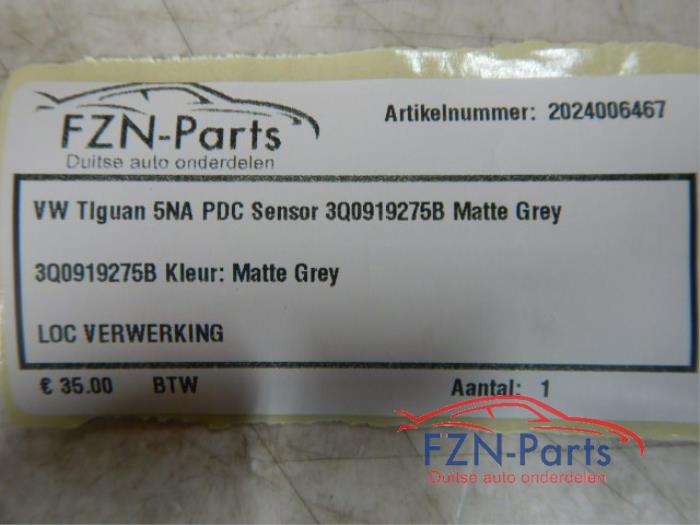 FZN-Parts
Duitse auto onderdelen
Artikelnummer: 2024006467
VW TIguan 5NA PDC Sensor 3Q0919275B Matte Grey
3Q0919275B Kleur: Matte Grey
LOC VERWERKING
€ 35.00 BTW Aantal: 1
FZN-Parts
Duitse auto onderdelen